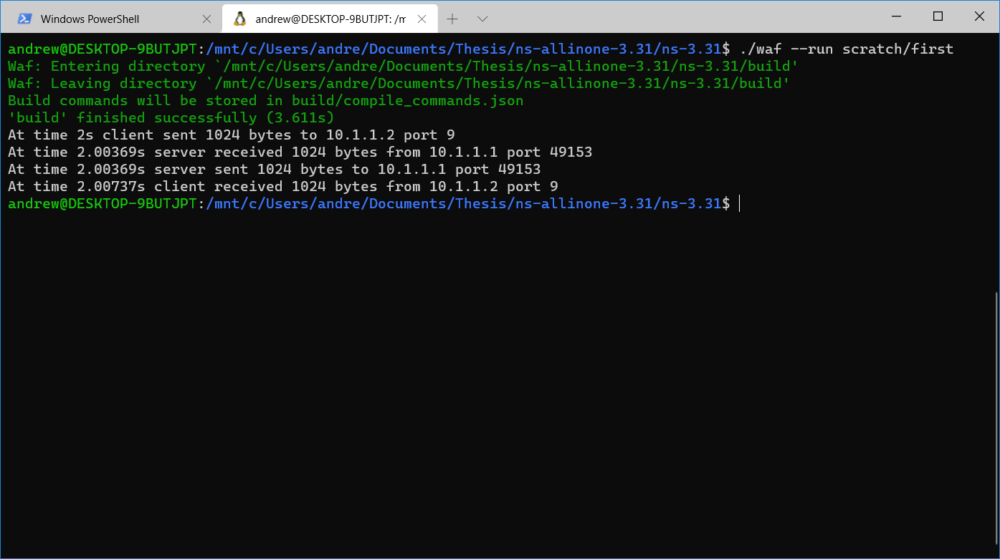 Windows PowerShell
andrew@DESKTOP-9BUTJPT: /m
andrew@DESKTOP-9BUTJPT:/mnt/c/Users/andre/Documents/Thesis/ns-allinone-3.31/ns-3.31$ ./waf --run scratch/first
Waf: Entering directory `/mnt/c/Users/andre/Documents/Thesis/ns-allinone-3.31/ns-3.31/build'
Waf: Leaving directory `/mnt/c/Users/andre/Documents/Thesis/ns-allinone-3.31/ns-3.31/build'
Build commands will be stored in build/compile_commands.json
'build' finished successfully (3.611s)
At time 2s client sent 1024 bytes to 10.1.1.2 port 9
At time 2.00369s server received 1024 bytes from 10.1.1.1 port 49153
At time 2.00369s server sent 1024 bytes to 10.1.1.1 port 49153
At time 2.00737s client received 1024 bytes from 10.1.1.2 port 9
andrew@DESKTOP-9BUTJPT:/mnt/c/Users/andre/Documents/Thesis/ns-allinone-3.31/ns-3.31$